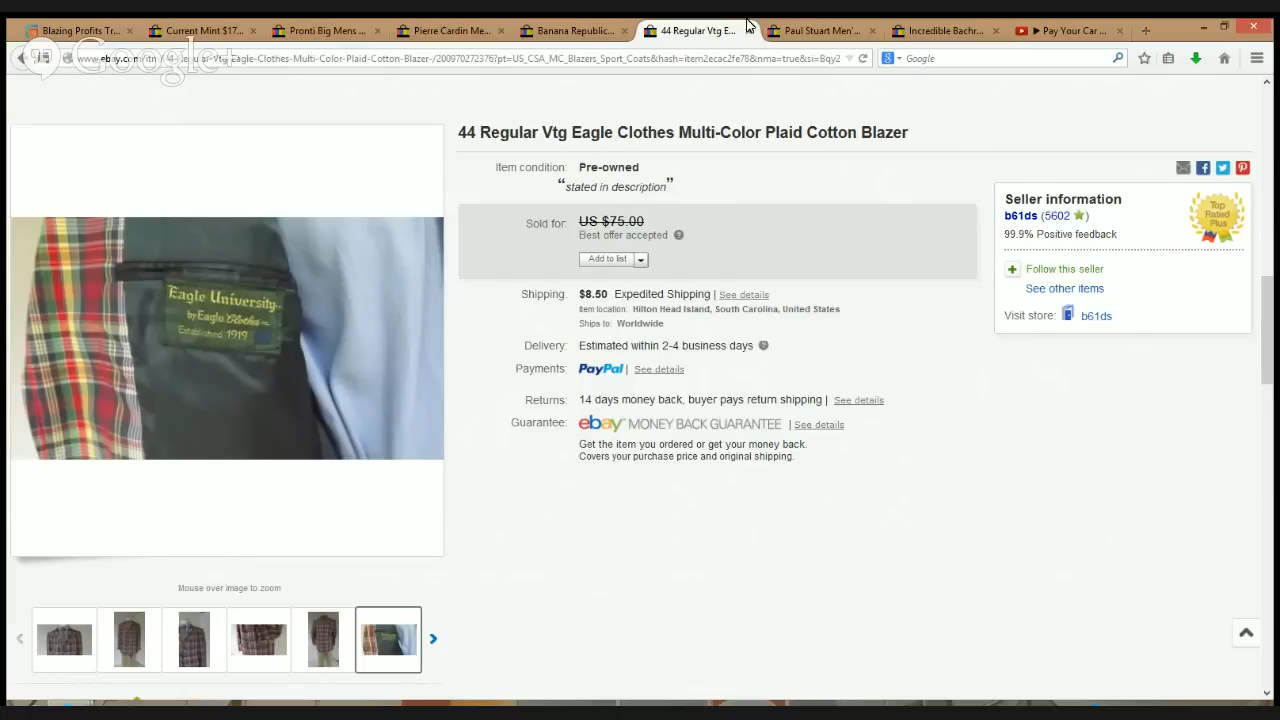 Blazing Profits Tr...
Current Mint $17...
Pronti Big Mens ...
Pierre Cardin Me...
Banana Republic...
44 Regular Vtg E...
Paul Stuart Men'...
Incredible Bachr...
Pay Your Car ...
Google+
Google
44 Regular Vtg Eagle Clothes Multi-Color Plaid Cotton Blazer
Item condition: Pre-owned
“stated in description”
Sold for: US $75.00
Best offer accepted
Add to list
Shipping: $8.50 Expedited Shipping | See details
Item location: Hilton Head Island, South Carolina, United States
Ships to: Worldwide
Delivery: Estimated within 2-4 business days
Payments: PayPal | See details
Returns: 14 days money back, buyer pays return shipping | See details
Guarantee: ebay MONEY BACK GUARANTEE | See details
Get the item you ordered or get your money back.
Covers your purchase price and original shipping.
Seller information
b61ds (5602)
99.9% Positive feedback
Top
Rated
Plus
Follow this seller
See other items
Visit store: b61ds
Eagle University
by Eagle Clothes
Established 1919
Mouse over image to zoom